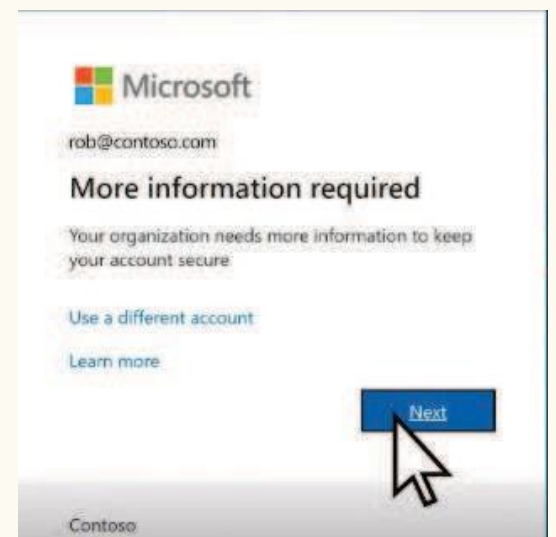 Microsoft
rob@contoso.com
More information required
Your organization needs more information to keep
your account secure
Use a different account
Learn more
Next
Contoso